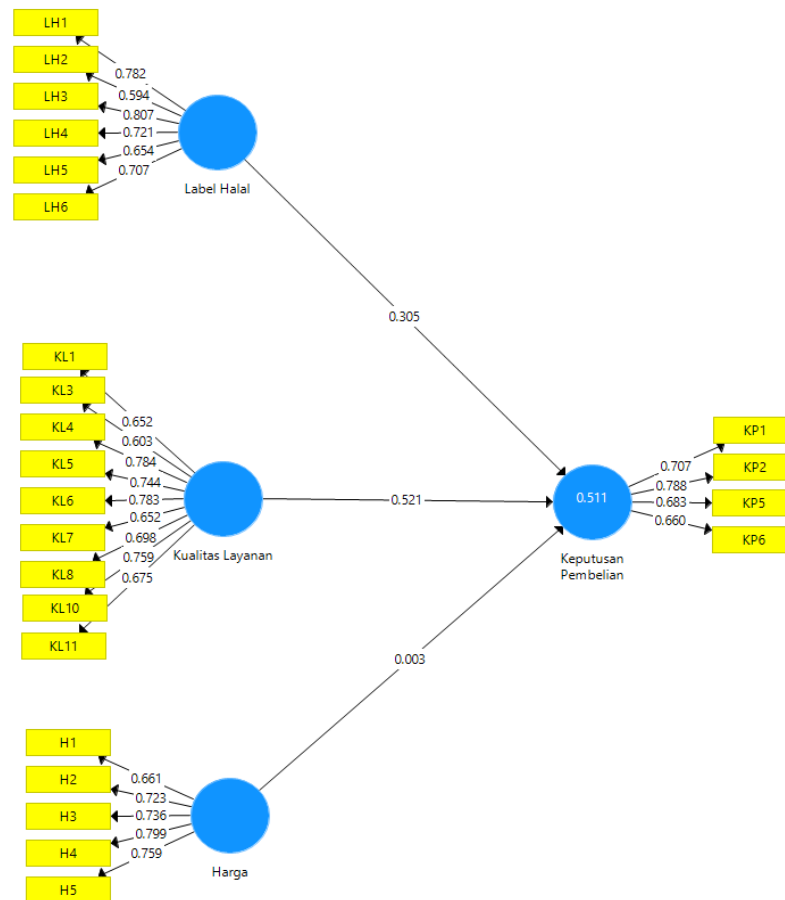 LH1
LH2
LH3
LH4
LH5
LH6
0.782
0.594
0.807
0.721
0.654
0.707
Label Halal
0.305
KL1
KL3
KL4
KL5
KL6
KL7
KL8
KL10
KL11
0.652
0.603
0.784
0.744
0.783
0.652
0.698
0.759
0.675
Kualitas Layanan
0.521
0.511
Keputusan
Pembelian
0.707
0.788
0.683
0.660
KP1
KP2
KP5
KP6
0.003
H1
H2
H3
H4
H5
0.661
0.723
0.736
0.799
0.759
Harga